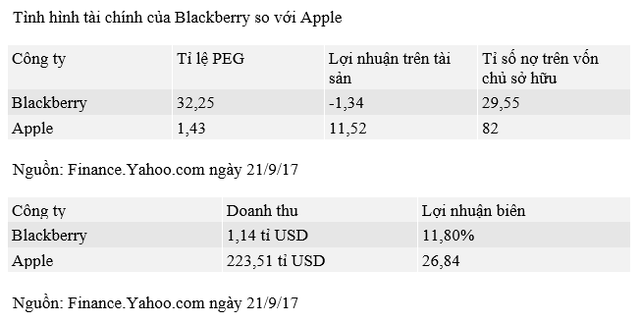 Tình hình tài chính của Blackberry so với Apple
Công ty Tỉ lệ PEG Lợi nhuận trên tài sản Tỉ số nợ trên vốn chủ sở hữu
Blackberry 32,25 -1,34 29,55
Apple 1,43 11,52 82
Nguồn: Finance.Yahoo.com ngày 21/9/17
Công ty Doanh thu Lợi nhuận biên
Blackberry 1,14 tỉ USD 11,80%
Apple 223,51 tỉ USD 26,84
Nguồn: Finance.Yahoo.com ngày 21/9/17